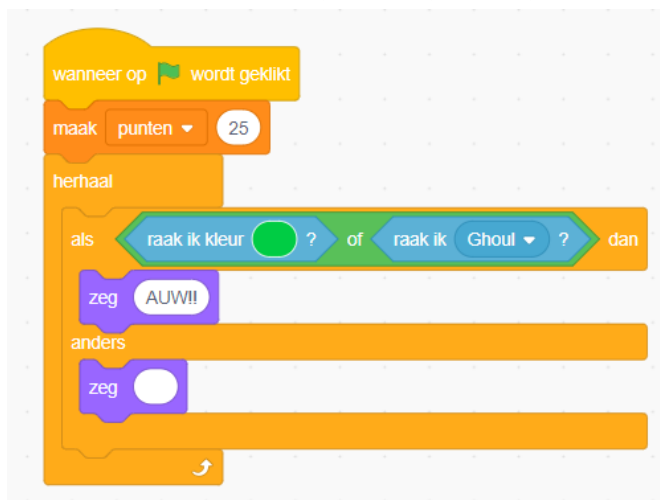 wanneer op wordt geklikt
maak punten 25
herhaal
als raak ik kleur ? of raak ik Ghoul ? dan
zeg AUW!!
anders
zeg